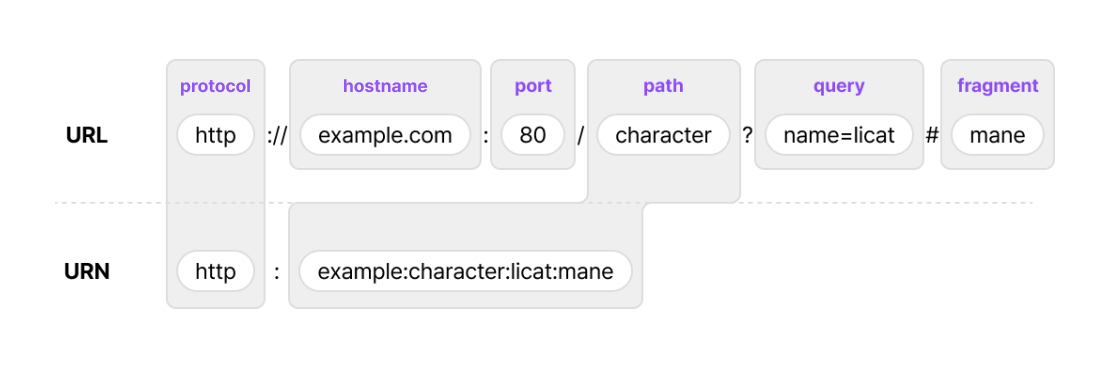 protocol hostname port path query fragment
URL http :// example.com : 80 / character ? name=licat # mane
URN http : example:character:licat:mane